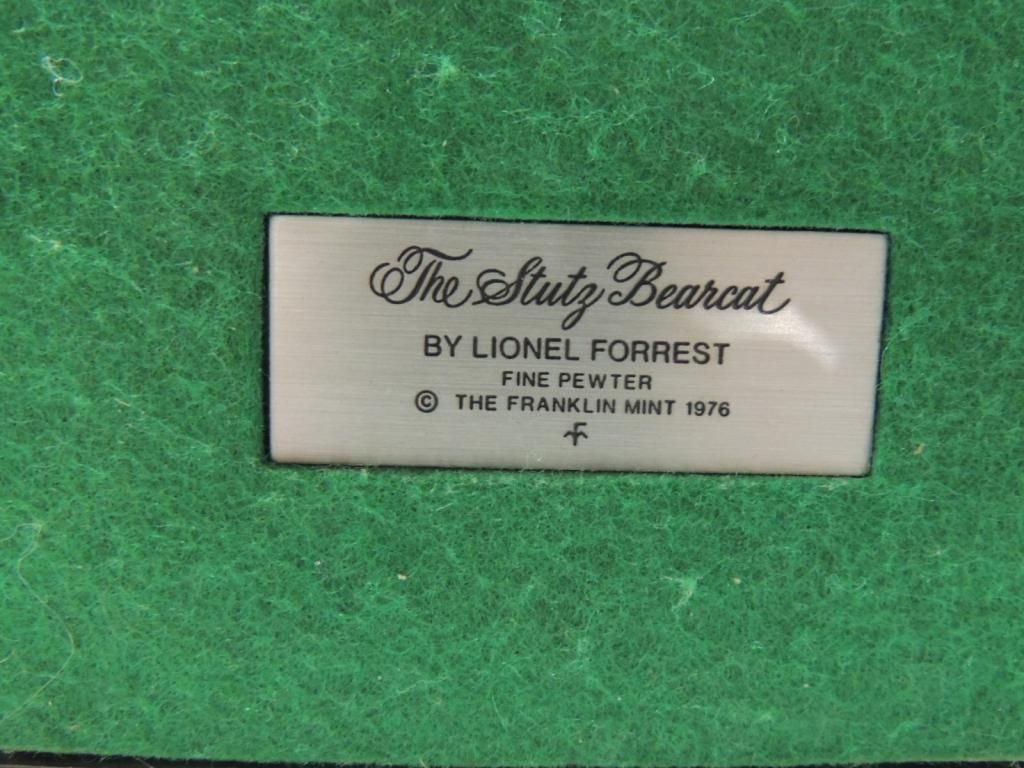 The Stutz Bearcat
BY LIONEL FORREST
FINE PEWTER
© THE FRANKLIN MINT 1976